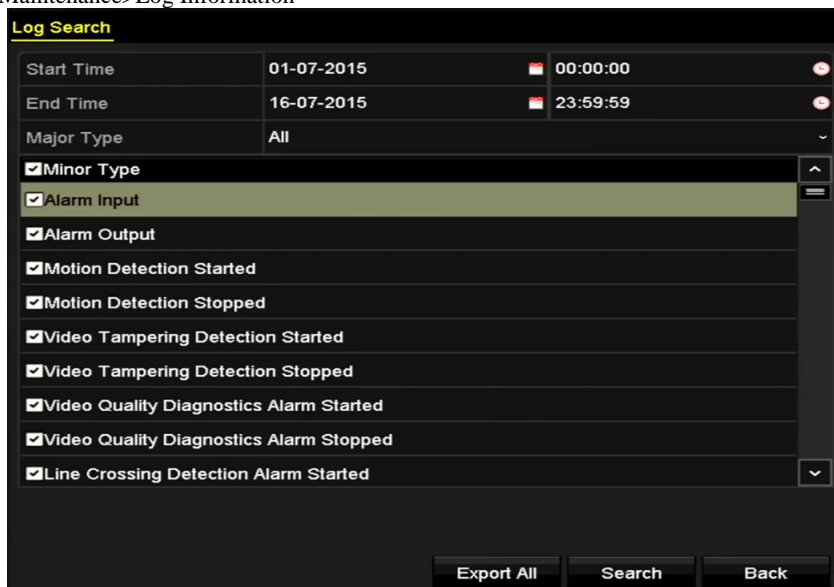 Maintenance>Log Information
Log Search
Start Time 01-07-2015 00:00:00
End Time 16-07-2015 23:59:59
Major Type All
Minor Type
Alarm Input
Alarm Output
Motion Detection Started
Motion Detection Stopped
Video Tampering Detection Started
Video Tampering Detection Stopped
Video Quality Diagnostics Alarm Started
Video Quality Diagnostics Alarm Stopped
Line Crossing Detection Alarm Started
Export All Search Back